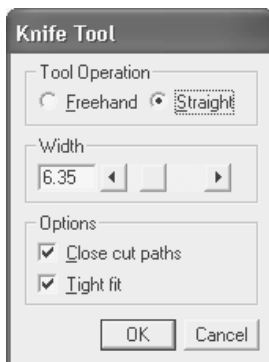 Knife Tool
Tool Operation
Freehand Straight
Width
6.35
Options
Close cut paths
Tight fit
OK Cancel